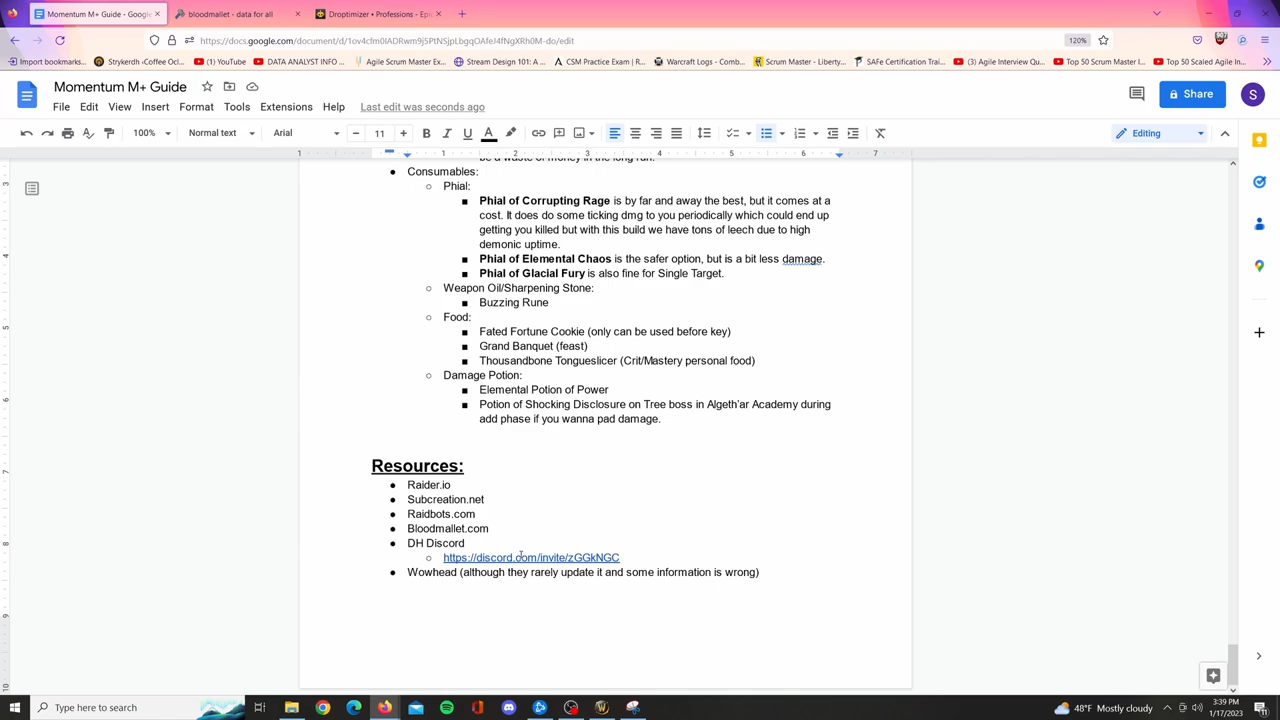 Momentum M+ Guide - Google
bloodmallet - data for all
Droptimizer • Professions - Epic
https://docs.google.com/document/d/1ov4cfm0IADRwm9j5PtNSjpLbgqOAfeJ4fNgXRh0M-do/edit
120%
Import bookmarks...
Strykerdh ‹Coffee Ocl...
(1) YouTube
DATA ANALYST INFO ...
Agile Scrum Master Ex...
Stream Design 101: A ...
CSM Practice Exam | R...
Warcraft Logs - Comb...
Scrum Master - Liberty...
SAFe Certification Trai...
(3) Agile Interview Qu...
Top 50 Scrum Master I...
Top 50 Scaled Agile In...
Momentum M+ Guide
File Edit View Insert Format Tools Extensions Help Last edit was seconds ago
Share
S
100% Normal text Arial 11 B I U A Editing
1 1 2 3 4 5 6 7
be a waste of money in the long run.
Consumables:
Phial:
Phial of Corrupting Rage is by far and away the best, but it comes at a
cost. It does do some ticking dmg to you periodically which could end up
getting you killed but with this build we have tons of leech due to high
demonic uptime.
Phial of Elemental Chaos is the safer option, but is a bit less damage.
Phial of Glacial Fury is also fine for Single Target.
Weapon Oil/Sharpening Stone:
Buzzing Rune
Food:
Fated Fortune Cookie (only can be used before key)
Grand Banquet (feast)
Thousandbone Tongueslicer (Crit/Mastery personal food)
Damage Potion:
Elemental Potion of Power
Potion of Shocking Disclosure on Tree boss in Algeth'ar Academy during
add phase if you wanna pad damage.
Resources:
Raider.io
Subcreation.net
Raidbots.com
Bloodmallet.com
DH Discord
https://discord.com/invite/zGGkNGC
Wowhead (although they rarely update it and some information is wrong)
Type here to search
48°F Mostly cloudy
3:39 PM
1/17/2023